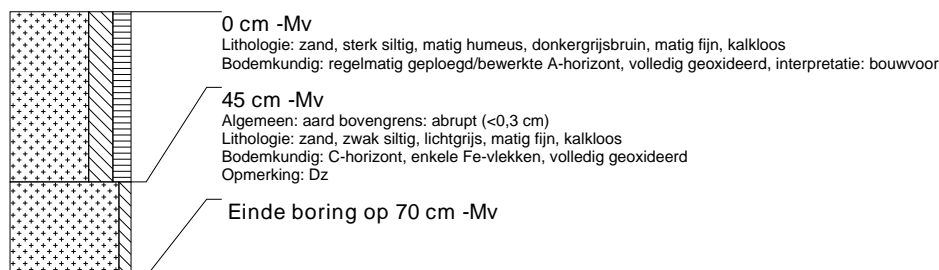 0 cm -Mv
Lithologie: zand, sterk siltig, matig humeus, donkergrijsbruin, matig fijn, kalkloos
Bodemkundig: regelmatig geploegd/bewerkte A-horizont, volledig geoxideerd, interpretatie: bouwvoor
45 cm -Mv
Algemeen: aard bovengrens: abrupt (<0,3 cm)
Lithologie: zand, zwak siltig, lichtgrijs, matig fijn, kalkloos
Bodemkundig: C-horizont, enkele Fe-vlekken, volledig geoxideerd
Opmerking: Dz
Einde boring op 70 cm -Mv